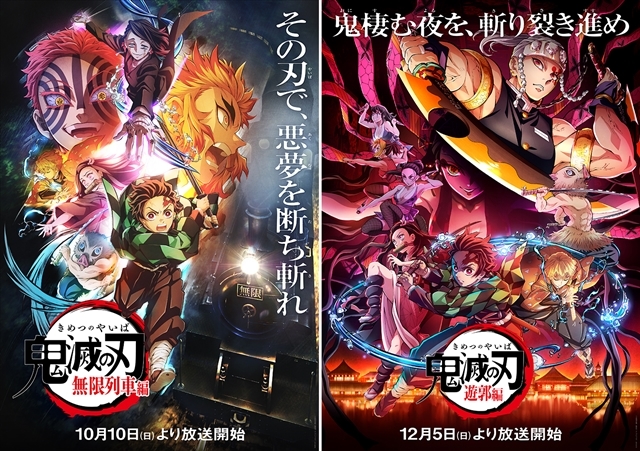 その刃で、悪夢を断ち斬れ
やいば
無限
きめつのやいば
鬼滅の刃
無限列車編
10月10日(日)より放送開始
鬼棲む夜を、斬り裂き進め
きめつのやいば
鬼滅の刃
遊郭編
12月5日(日)より放送開始